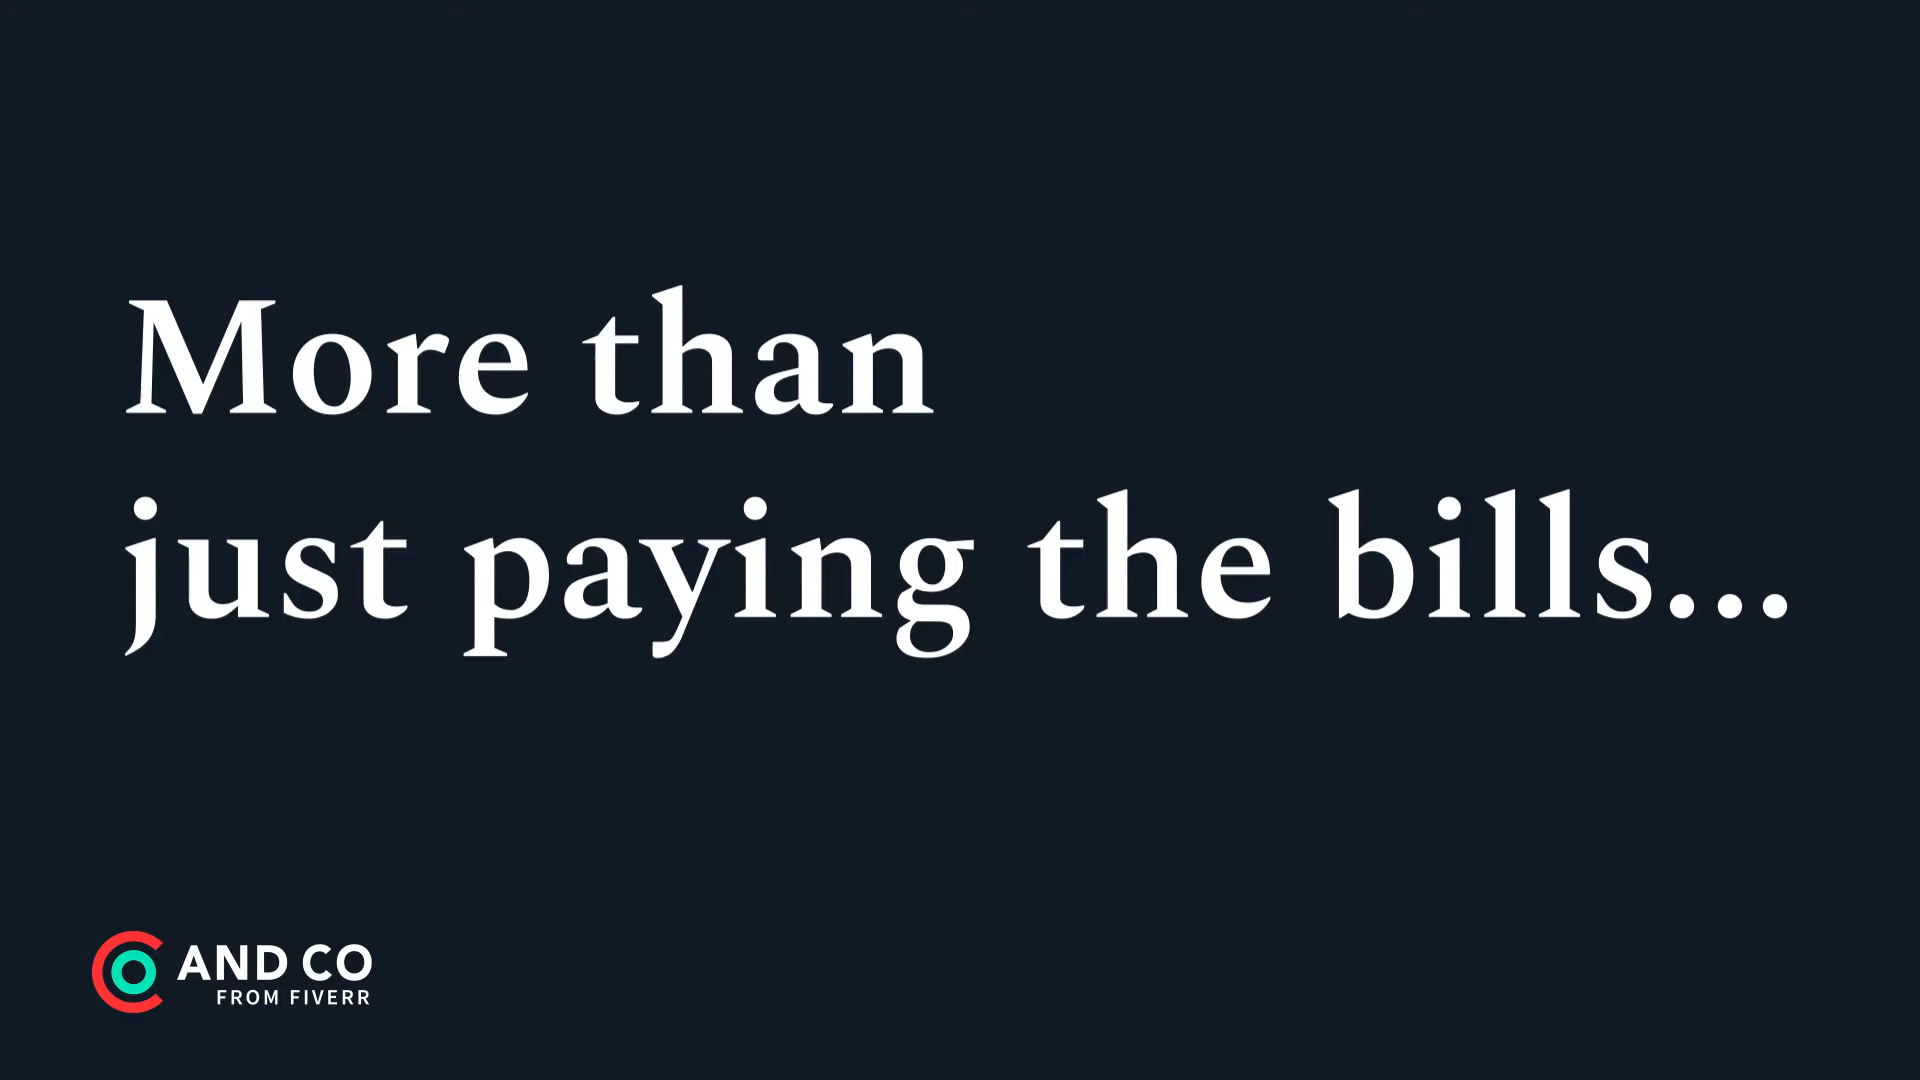 More than
just paying the bills...
AND CO
FROM FIVERR